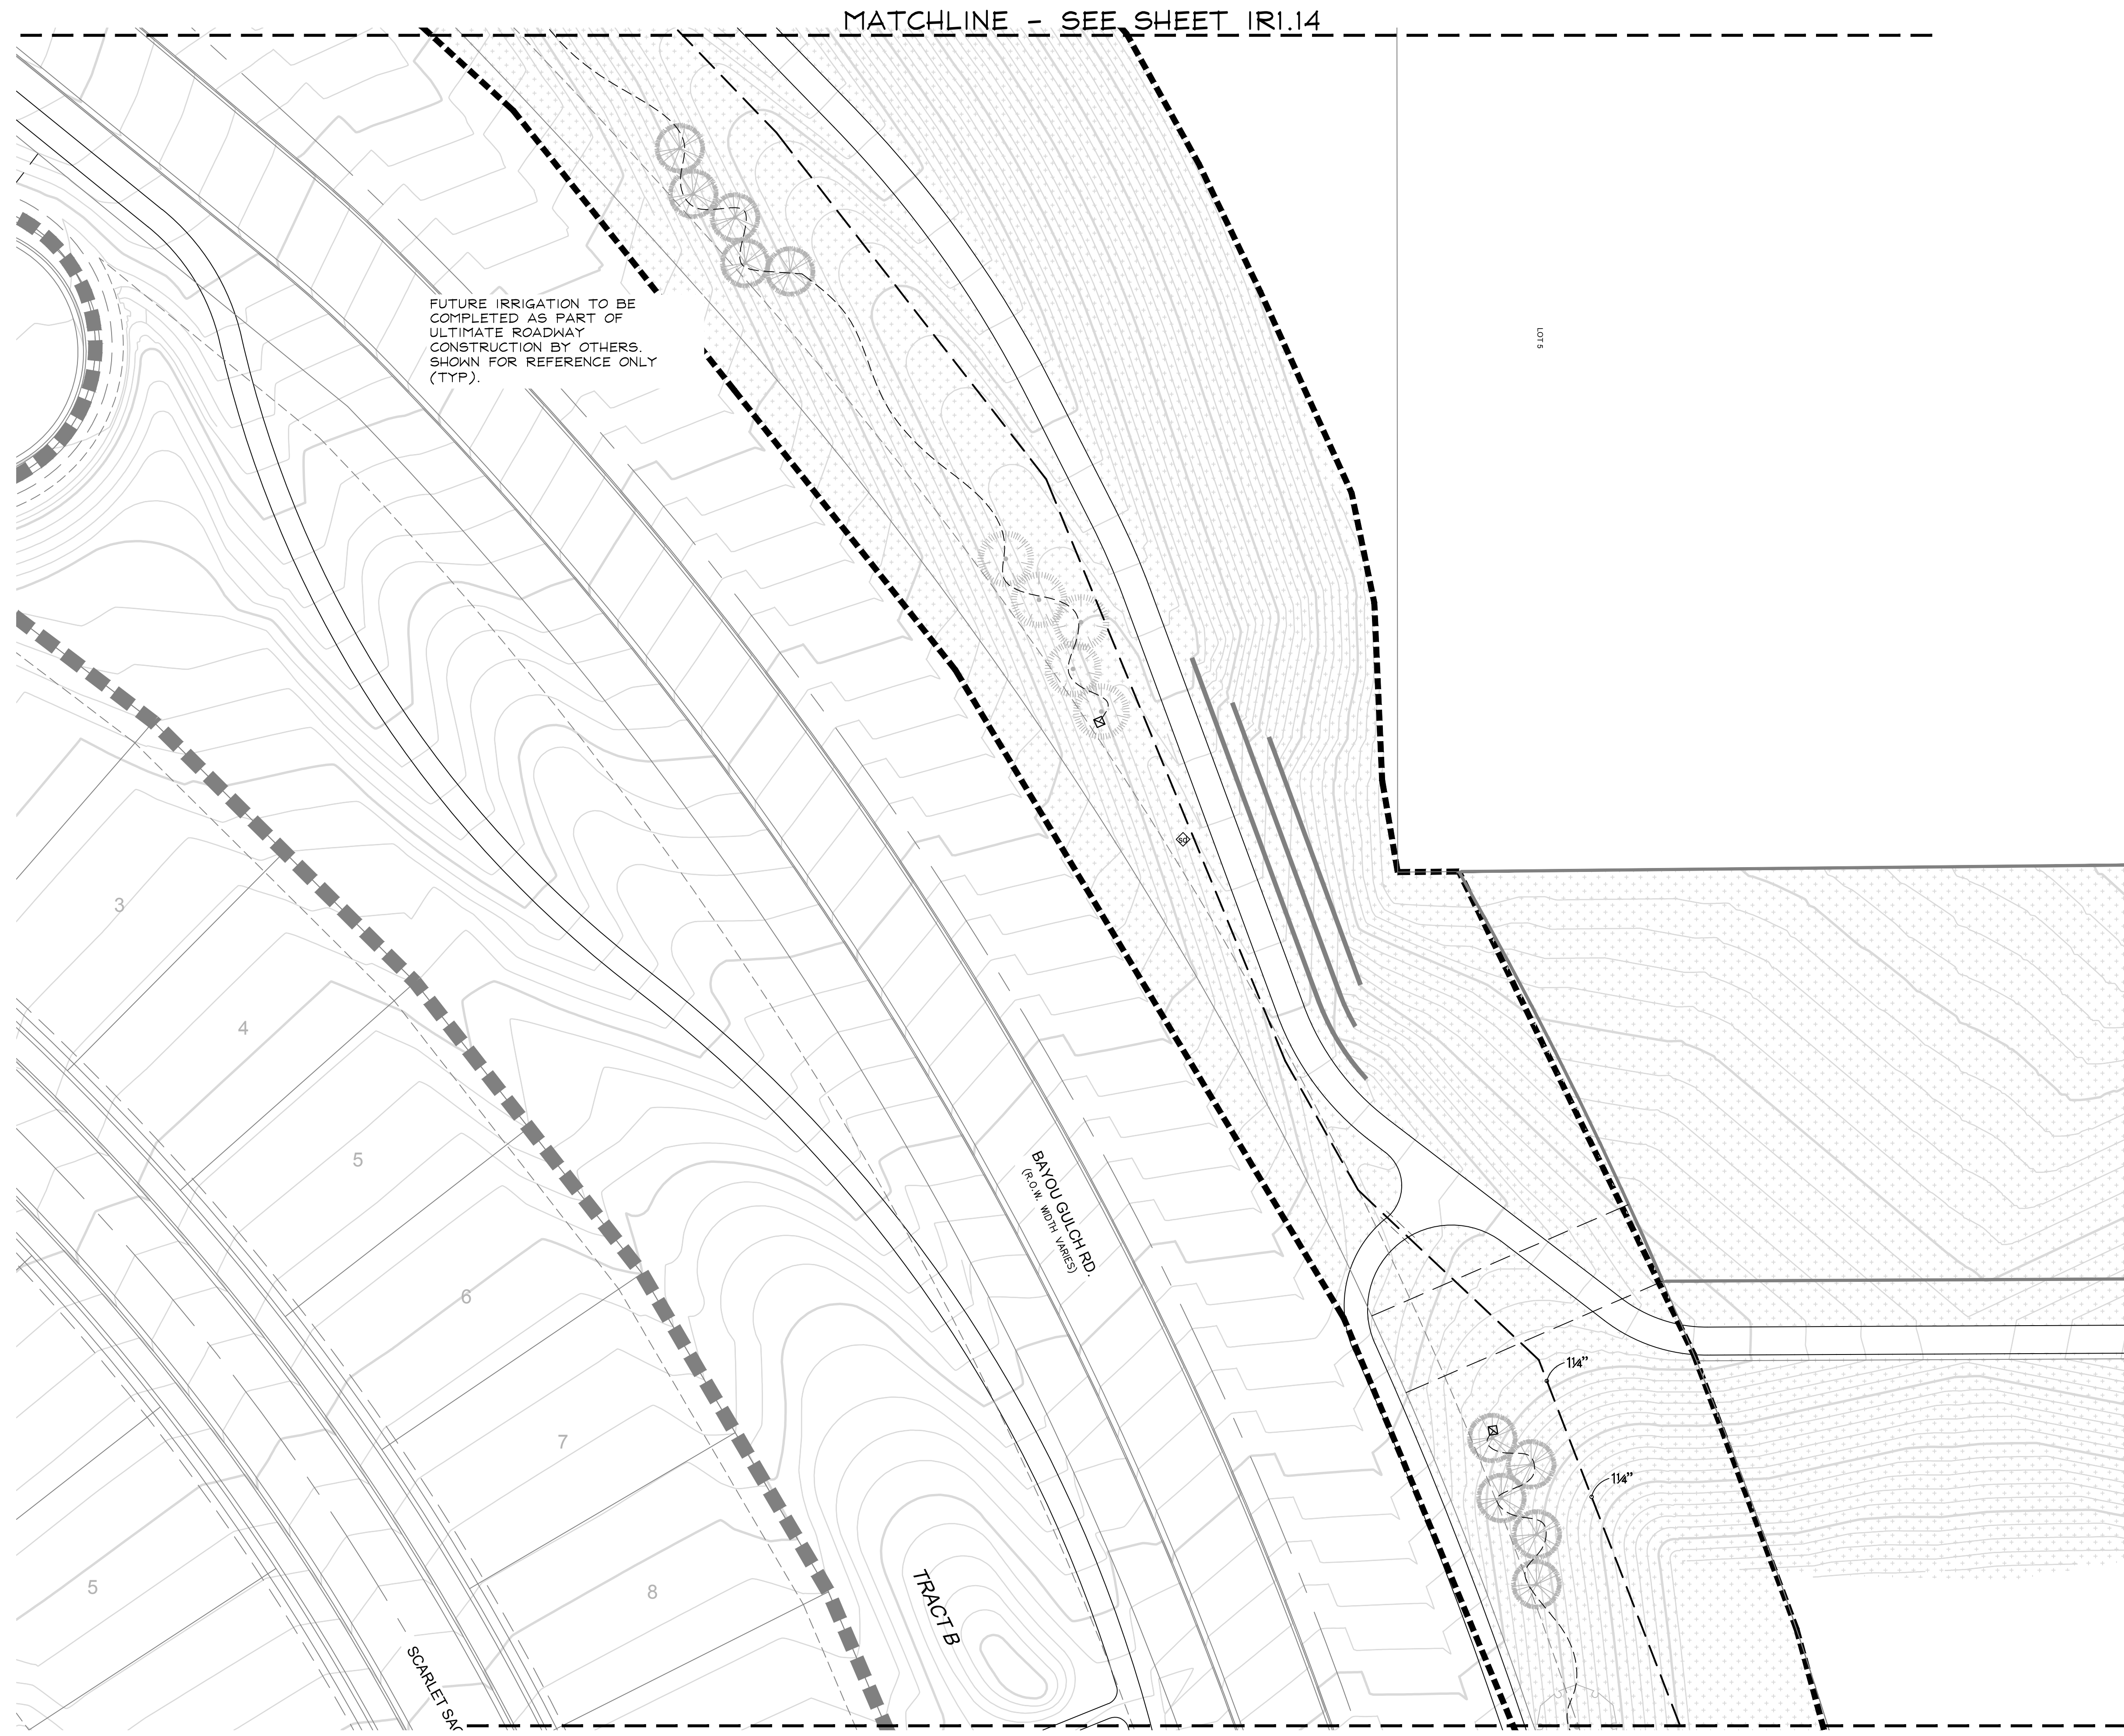 MATCHLINE - SEE SHEET IR1.14
FUTURE IRRIGATION TO BE
COMPLETED AS PART OF
ULTIMATE ROADWAY
CONSTRUCTION BY OTHERS.
SHOWN FOR REFERENCE ONLY
(TYP).
LOT 5
3
4
5
6
7
8
5
BAYOU GULCH RD.
(R.O.W. WIDTH VARIES)
1¼"
1¼"
TRACT B
SCARLET